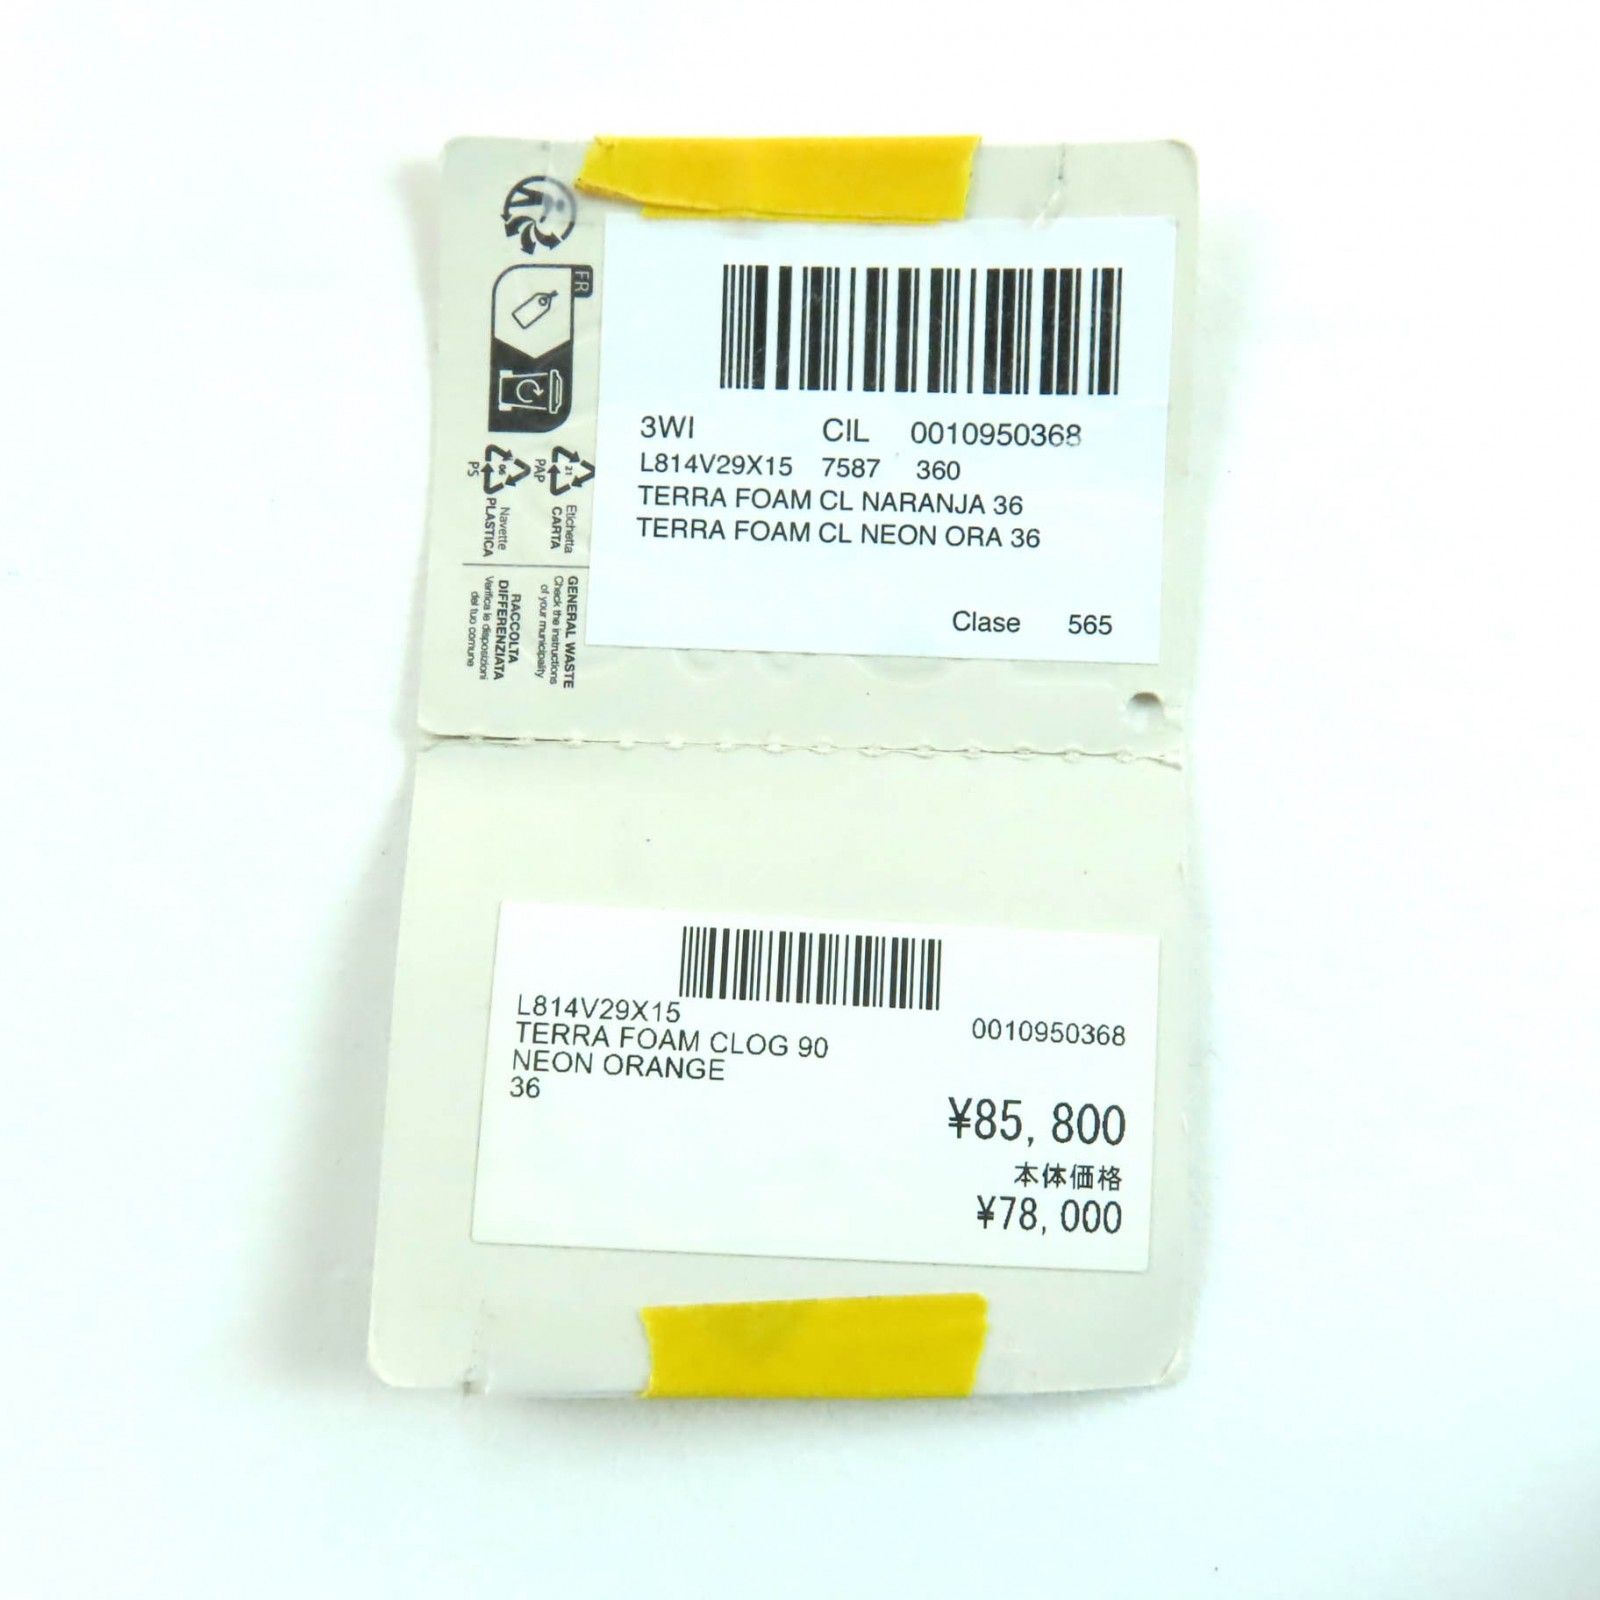 3WI CIL 0010950368
L814V29X15 7587 360
TERRA FOAM CL NARANJA 36
TERRA FOAM CL NEON ORA 36
Clase 565
FR
21
PAP
Etichetta
CARTA
06
PS
Navette
PLASTICA
GENERAL WASTE
Check the instructions
of your municipality
RACCOLTA
DIFFERENZIATA
Verifica le disposizioni
del tuo comune
L814V29X15
TERRA FOAM CLOG 90
NEON ORANGE
36
0010950368
¥85,800
本体価格
¥78,000